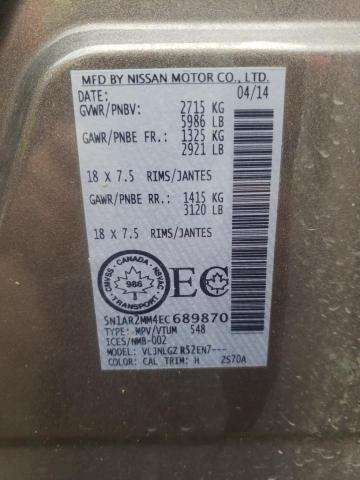 MFD BY NISSAN MOTOR CO., LTD.
DATE: 04/14
GVWR/PNBV: 2715 KG
5986 LB
GAWR/PNBE FR.: 1325 KG
2921 LB
18 X 7.5 RIMS/JANTES
GAWR/PNBE RR.: 1415 KG
3120 LB
18 X 7.5 RIMS/JANTES
CANADA
CMVSS NSVAC
986
TRANSPORT
OEC
5N1AR2MM4EC689870
TYPE: MPV/VTUM 548
ICES/NMB-002
MODEL: VLJNLGZ R52EN7---
COLOR: CAL TRIM: H 2S70A